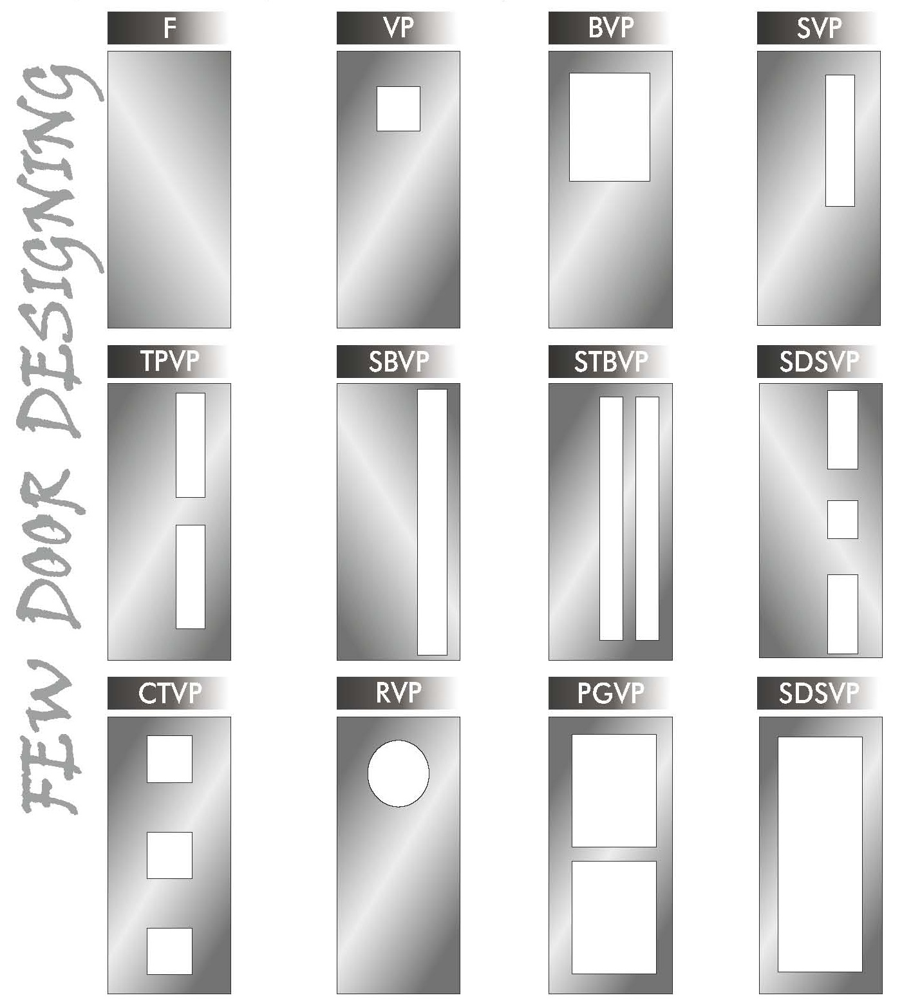 FEW DOOR DESIGNING
F
VP
BVP
SVP
TPVP
SBVP
STBVP
SDSVP
CTVP
RVP
PGVP
SDSVP